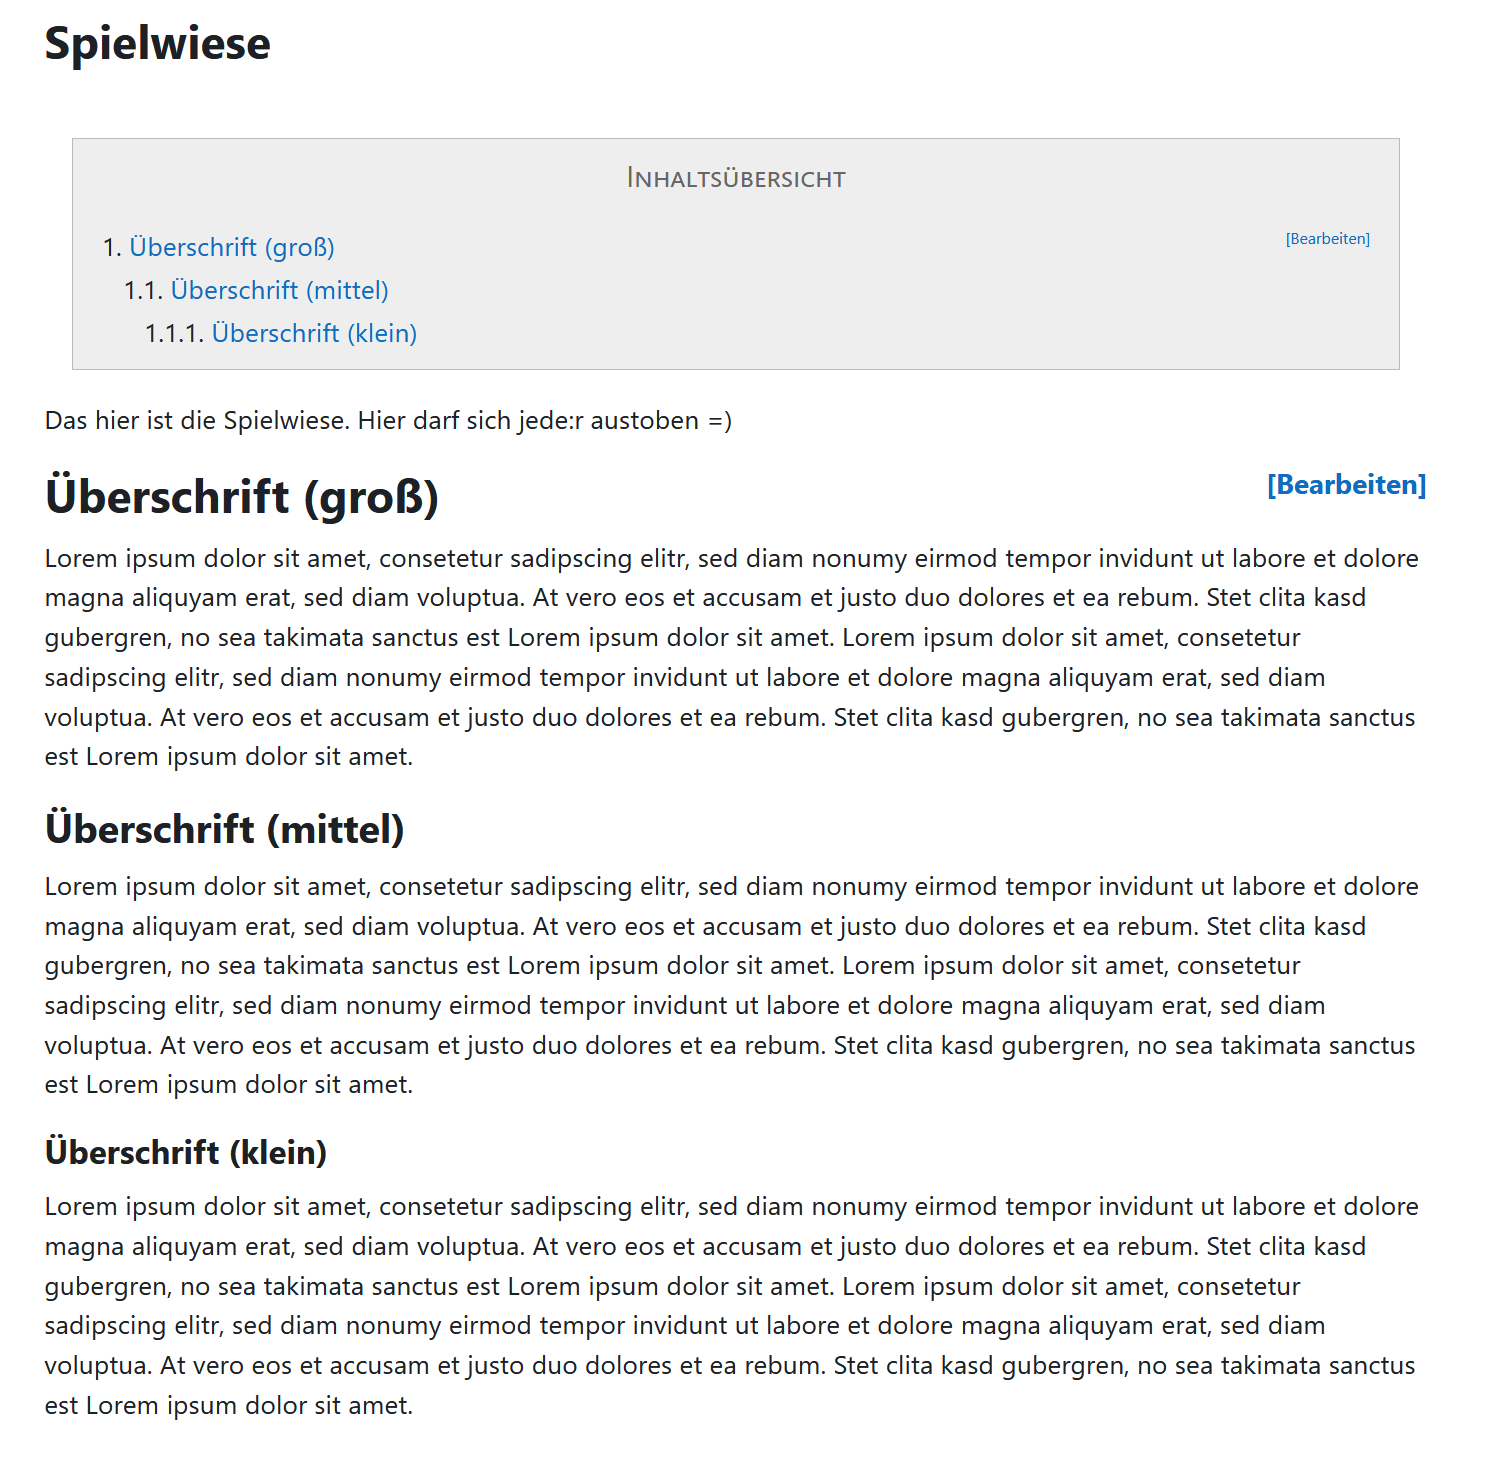 Spielwiese
Inhaltsübersicht
1. Überschrift (groß) [Bearbeiten]
1.1. Überschrift (mittel)
1.1.1. Überschrift (klein)
Das hier ist die Spielwiese. Hier darf sich jede:r austoben =)
Überschrift (groß) [Bearbeiten]
Lorem ipsum dolor sit amet, consetetur sadipscing elitr, sed diam nonumy eirmod tempor invidunt ut labore et dolore
magna aliquyam erat, sed diam voluptua. At vero eos et accusam et justo duo dolores et ea rebum. Stet clita kasd
gubergren, no sea takimata sanctus est Lorem ipsum dolor sit amet. Lorem ipsum dolor sit amet, consetetur
sadipscing elitr, sed diam nonumy eirmod tempor invidunt ut labore et dolore magna aliquyam erat, sed diam
voluptua. At vero eos et accusam et justo duo dolores et ea rebum. Stet clita kasd gubergren, no sea takimata sanctus
est Lorem ipsum dolor sit amet.
Überschrift (mittel)
Lorem ipsum dolor sit amet, consetetur sadipscing elitr, sed diam nonumy eirmod tempor invidunt ut labore et dolore
magna aliquyam erat, sed diam voluptua. At vero eos et accusam et justo duo dolores et ea rebum. Stet clita kasd
gubergren, no sea takimata sanctus est Lorem ipsum dolor sit amet. Lorem ipsum dolor sit amet, consetetur
sadipscing elitr, sed diam nonumy eirmod tempor invidunt ut labore et dolore magna aliquyam erat, sed diam
voluptua. At vero eos et accusam et justo duo dolores et ea rebum. Stet clita kasd gubergren, no sea takimata sanctus
est Lorem ipsum dolor sit amet.
Überschrift (klein)
Lorem ipsum dolor sit amet, consetetur sadipscing elitr, sed diam nonumy eirmod tempor invidunt ut labore et dolore
magna aliquyam erat, sed diam voluptua. At vero eos et accusam et justo duo dolores et ea rebum. Stet clita kasd
gubergren, no sea takimata sanctus est Lorem ipsum dolor sit amet. Lorem ipsum dolor sit amet, consetetur
sadipscing elitr, sed diam nonumy eirmod tempor invidunt ut labore et dolore magna aliquyam erat, sed diam
voluptua. At vero eos et accusam et justo duo dolores et ea rebum. Stet clita kasd gubergren, no sea takimata sanctus
est Lorem ipsum dolor sit amet.